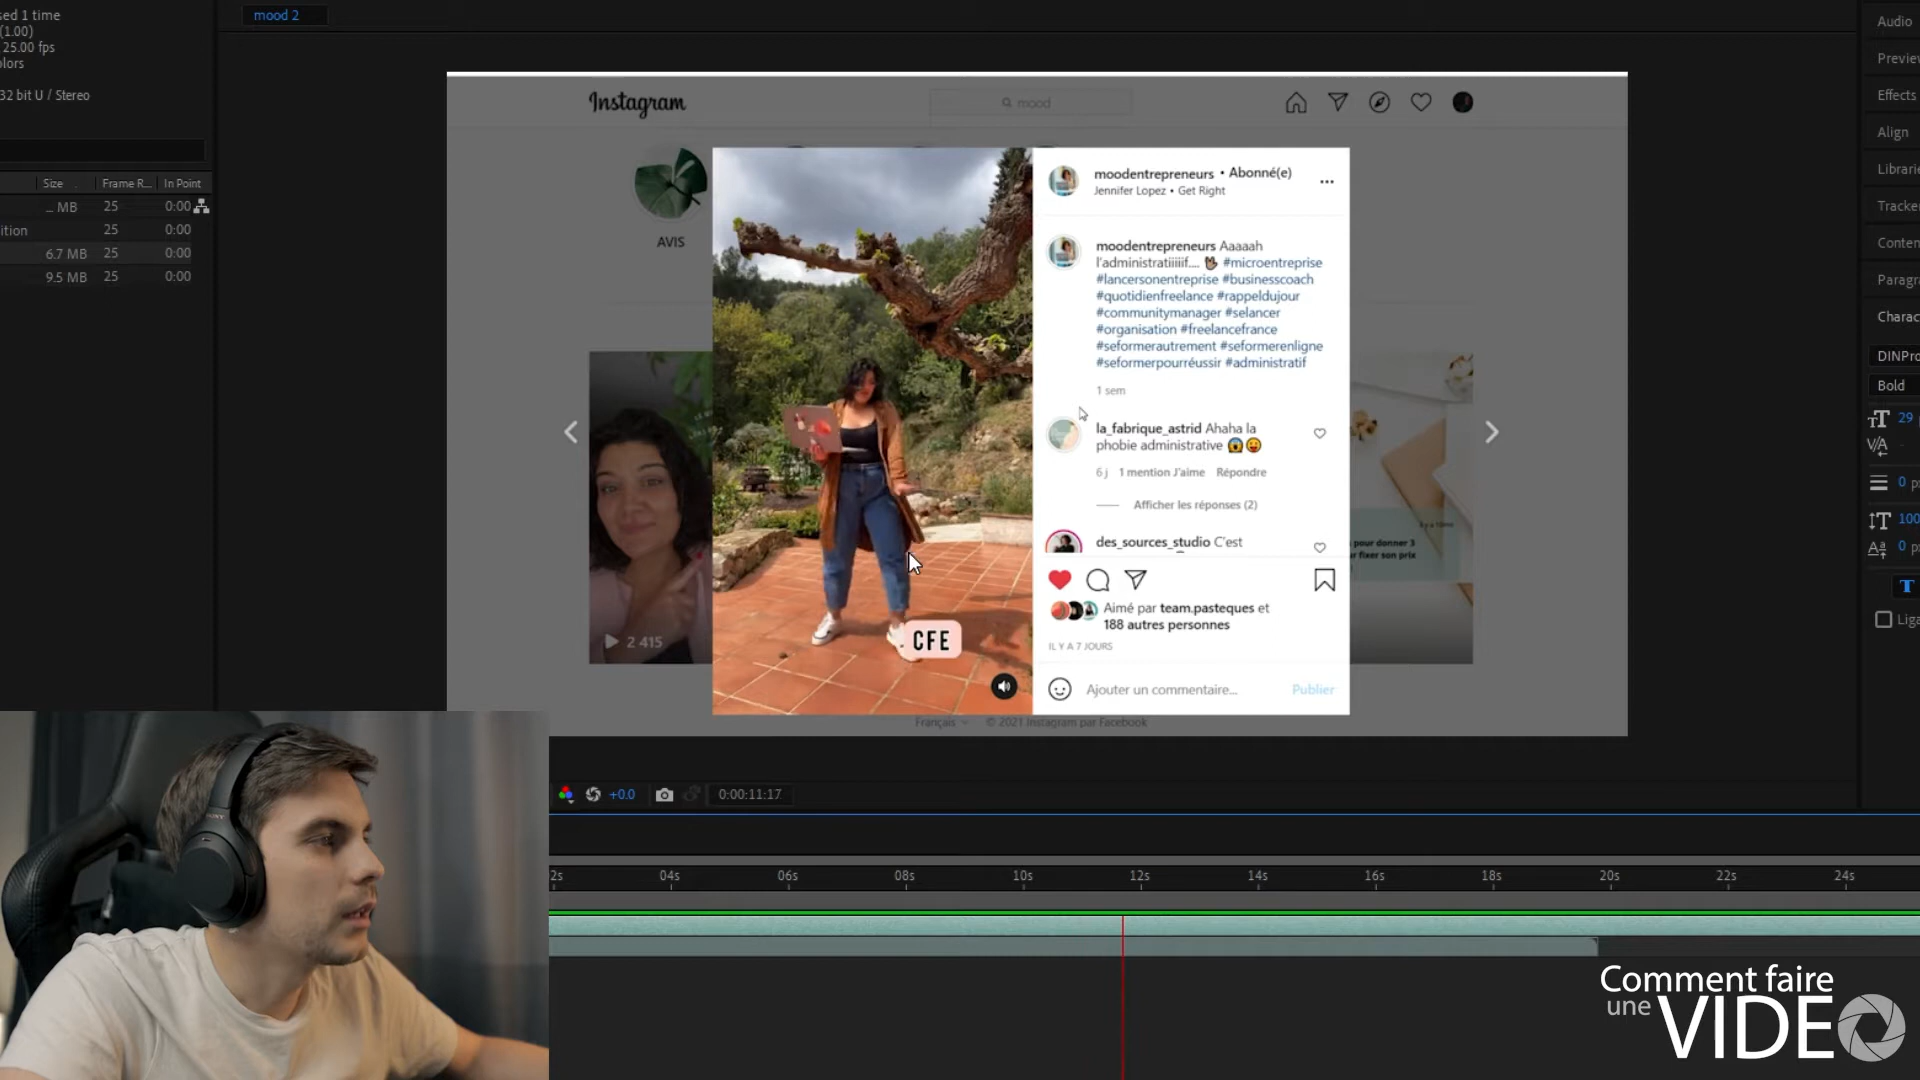 sed 1 time
(1.00)
25.00 fps
olors
32 bit U / Stereo
Size
Frame R...
In Point
... MB
25
0:00
ition
25
0:00
6.7 MB
25
0:00
9.5 MB
25
0:00
mood 2
Instagram
mood
AVIS
2 415
CFE
moodentrepreneurs • Abonné(e)
Jennifer Lopez • Get Right
moodentrepreneurs Aaaaah
l'administratiiiiif.... 🤟🏽 #microentreprise
#lancersonentreprise #businesscoach
#quotidienfreelance #rappeldujour
#communitymanager #selancer
#organisation #freelancefrance
#seformerautrement #seformerenligne
#seformerpourréussir #administratif
1 sem
la_fabrique_astrid Ahaha la
phobie administrative 😱😜
6 j 1 mention J'aime Répondre
Afficher les réponses (2)
des_sources_studio C'est
Aimé par team.pasteques et
188 autres personnes
IL Y A 7 JOURS
Ajouter un commentaire...
Publier
pour donner 3
r fixer son prix
Français
© 2021 Instagram par Facebook
Audio
Preview
Effects
Align
Librarie
Tracker
Conten
Paragra
Charac
DINPro
Bold
29
0 p
100
0 p
T
Liga
+0.0
0:00:11:17
2s
04s
06s
08s
10s
12s
14s
16s
18s
20s
22s
24s
SONY
Comment faire
une VIDEO